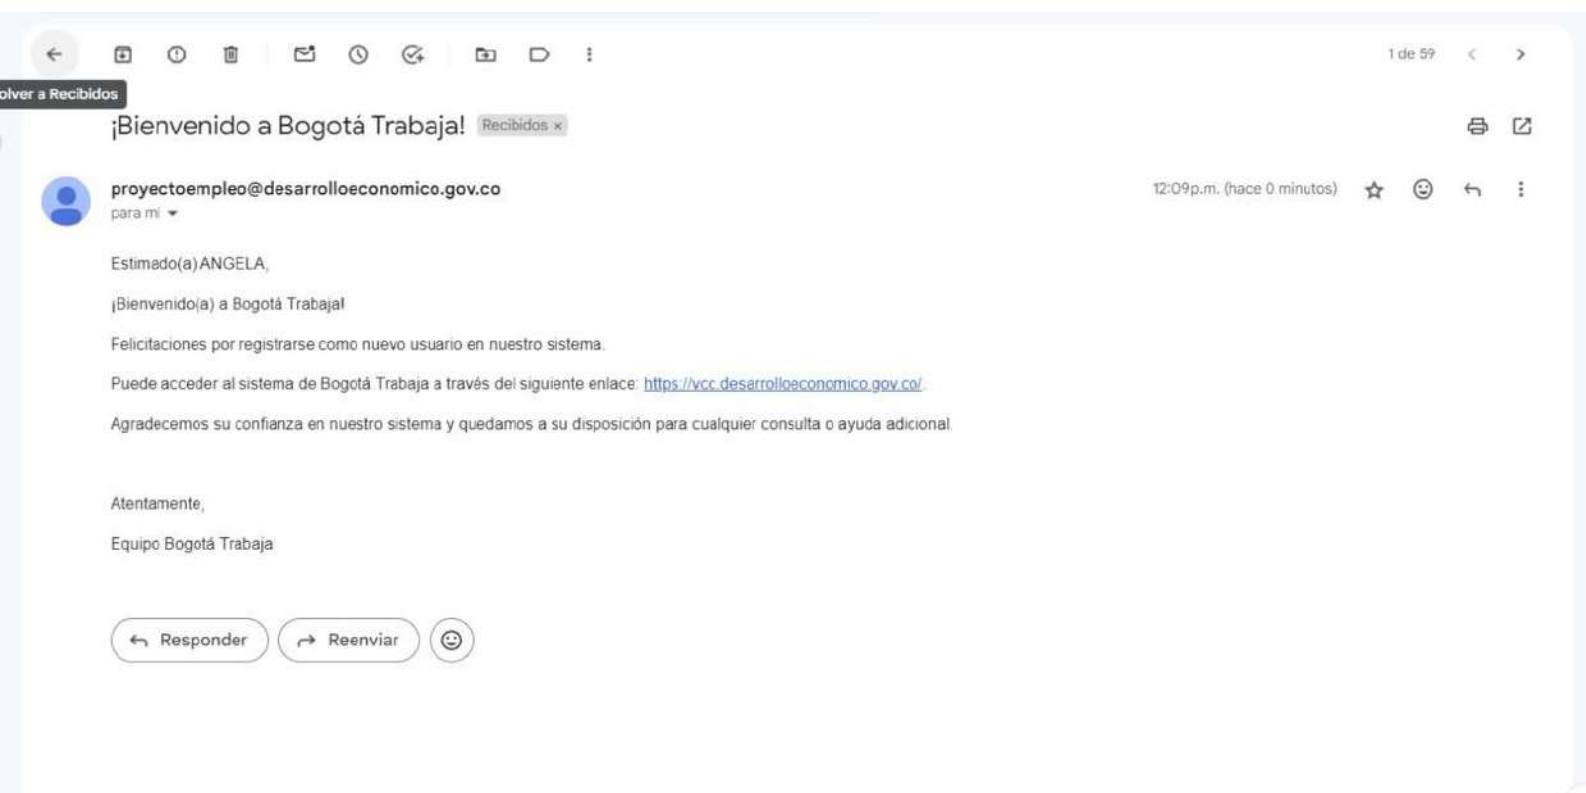 1 de 59
olver a Recibidos
¡Bienvenido a Bogotá Trabaja! Recibidos x
proyectoempleo@desarrolloeconomico.gov.co
12:09 p.m. (hace 0 minutos)
para mí
Estimado(a) ANGELA,
¡Bienvenido(a) a Bogotá Trabaja!
Felicitaciones por registrarse como nuevo usuario en nuestro sistema.
Puede acceder al sistema de Bogotá Trabaja a través del siguiente enlace: https://vcc.desarrolloeconomico.gov.co/.
Agradecemos su confianza en nuestro sistema y quedamos a su disposición para cualquier consulta o ayuda adicional.
Atentamente,
Equipo Bogotá Trabaja
Responder Reenviar